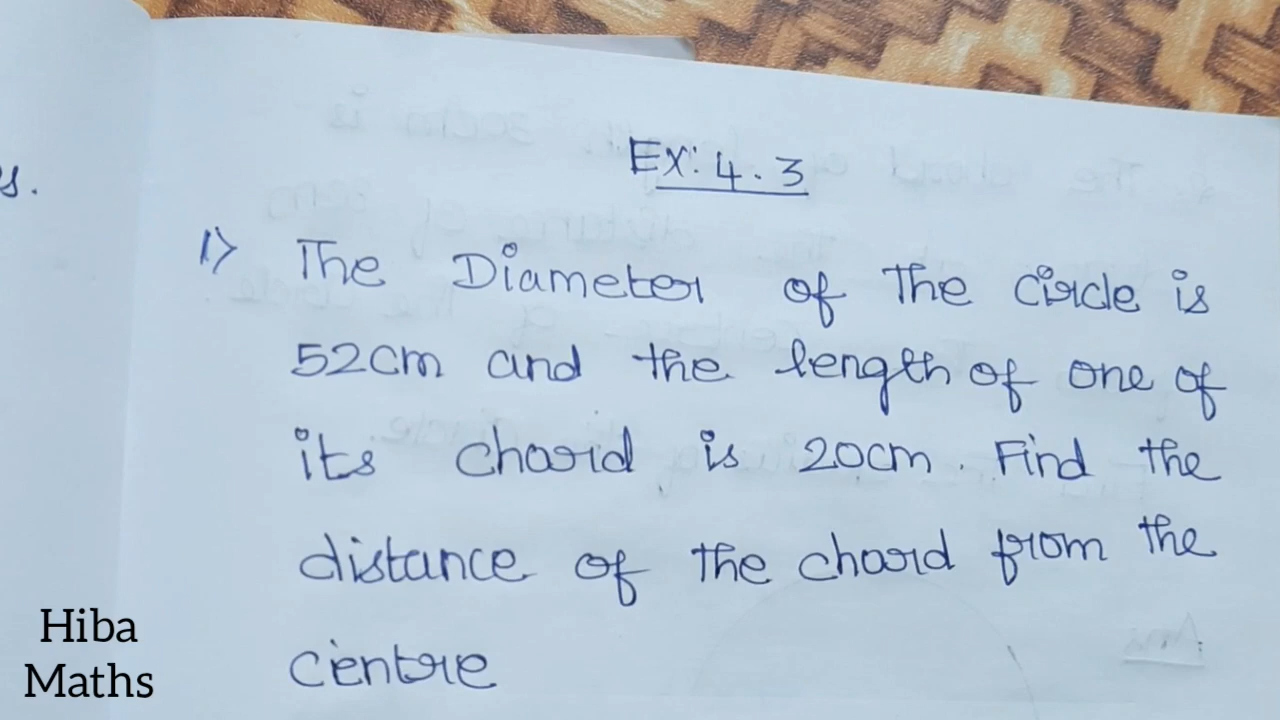 s.
Ex: 4.3
1) The Diameter of The circle is
52cm and the length of one of
its chord is 20cm. Find the
distance of the chord from the
centre
Hiba
Maths